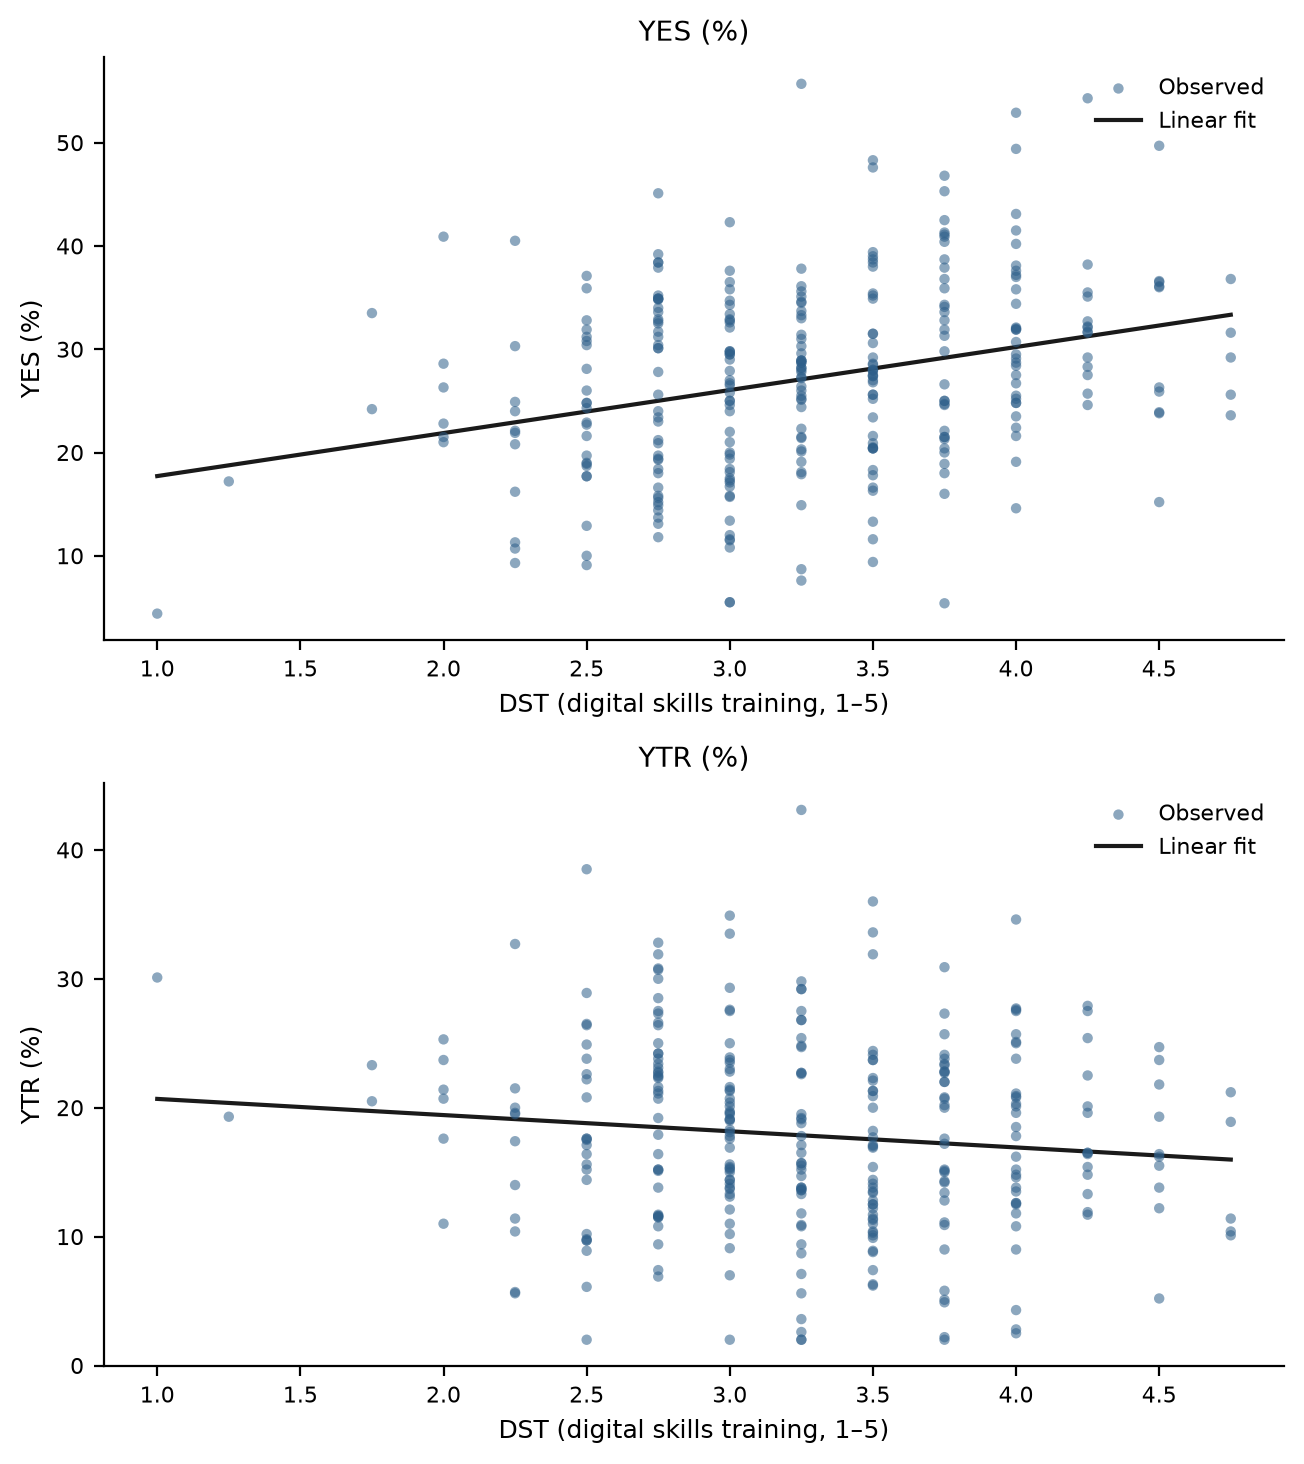 YES (%)
Observed
Linear fit
YES (%)
50
40
30
20
10
1.0 1.5 2.0 2.5 3.0 3.5 4.0 4.5
DST (digital skills training, 1–5)
YTR (%)
Observed
Linear fit
YTR (%)
40
30
20
10
0
1.0 1.5 2.0 2.5 3.0 3.5 4.0 4.5
DST (digital skills training, 1–5)